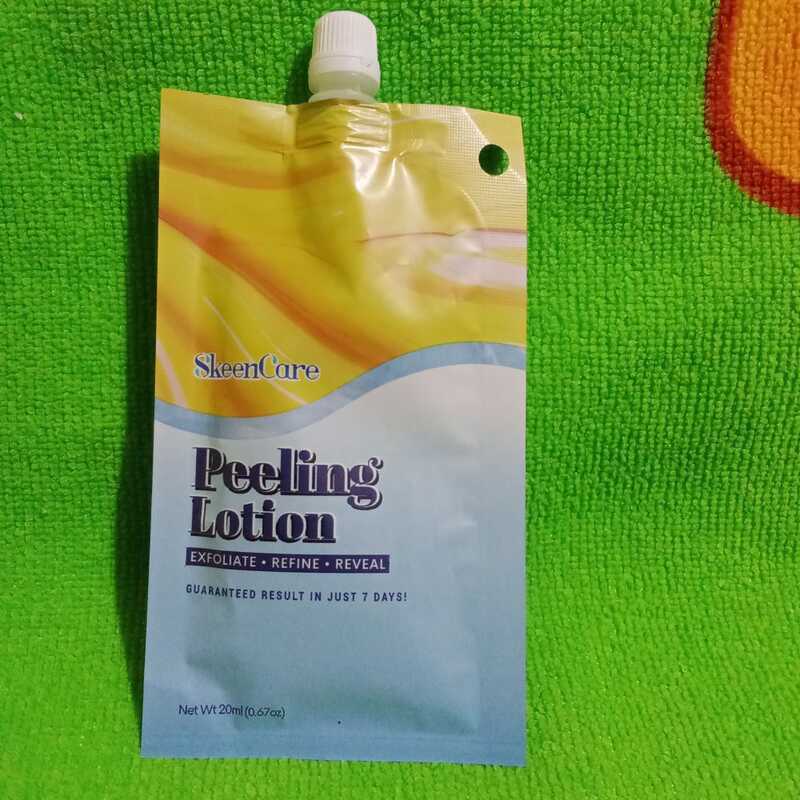 SkeenCare
Peeling
Lotion
EXFOLIATE • REFINE • REVEAL
GUARANTEED RESULT IN JUST 7 DAYS!
Net Wt 20ml (0.67oz)